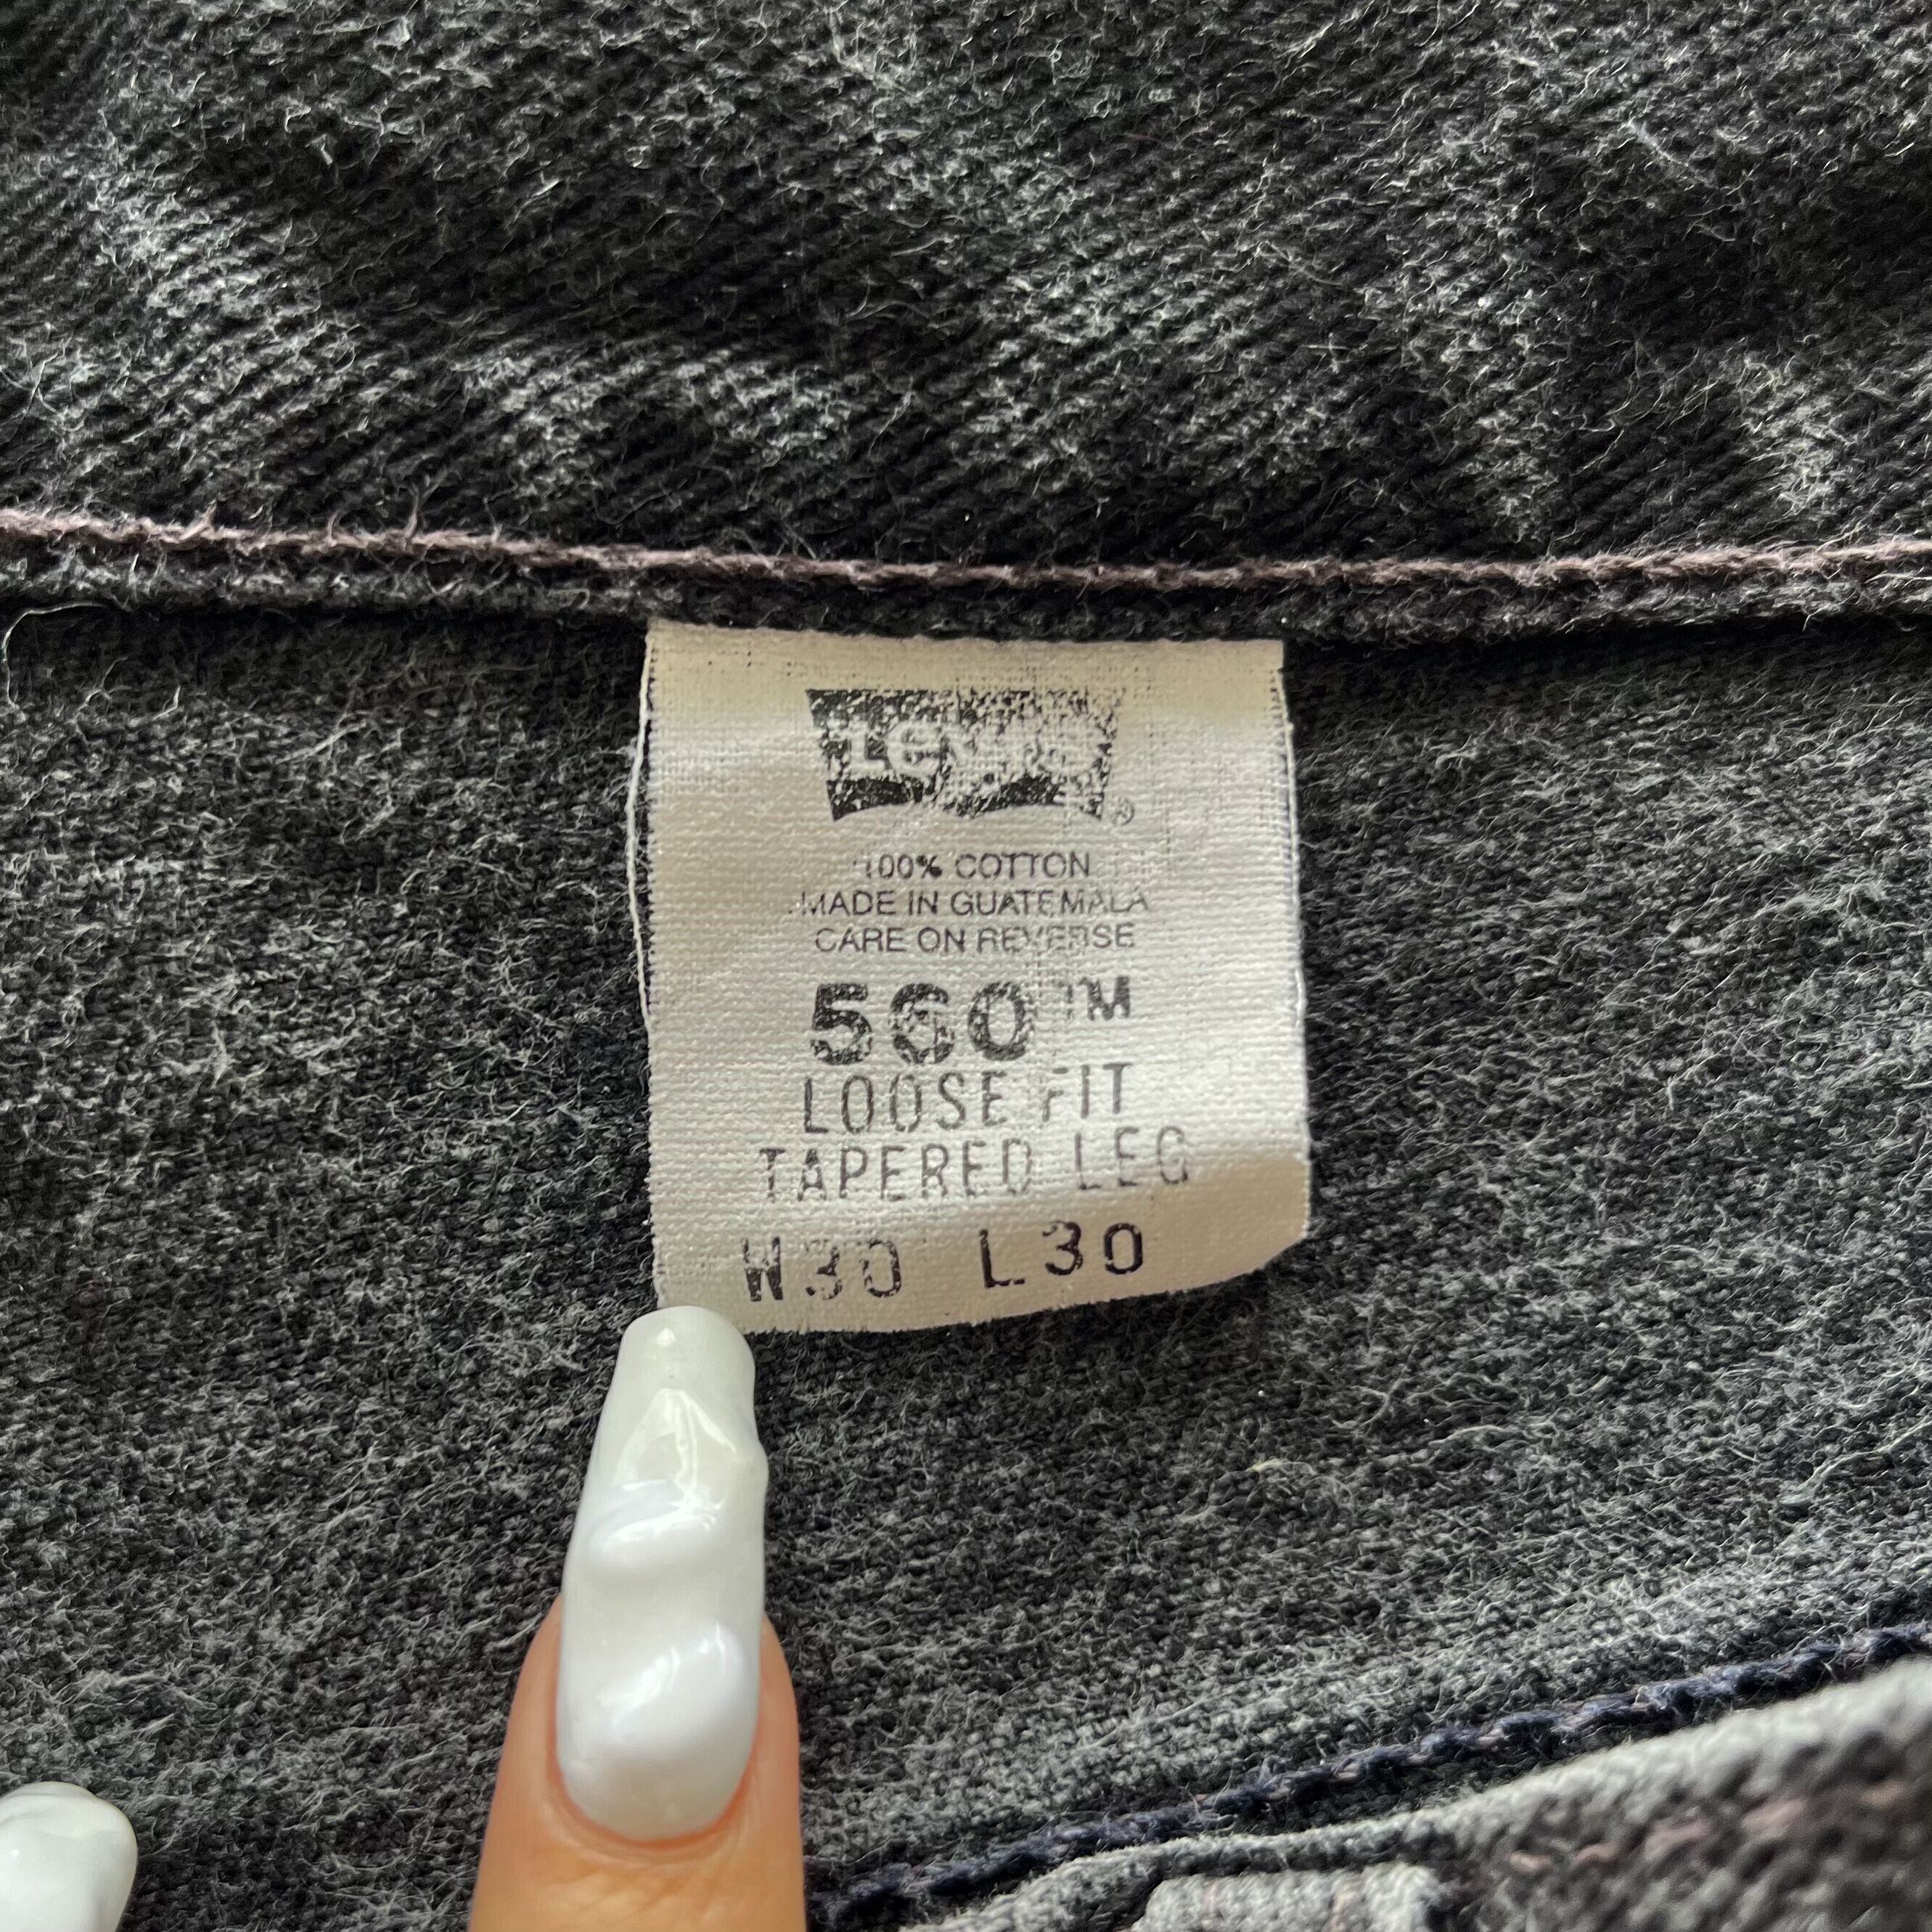 Levi's ®
100% COTTON
MADE IN GUATEMALA
CARE ON REVERSE
560™
LOOSE FIT
TAPERED LEG
W30 L30